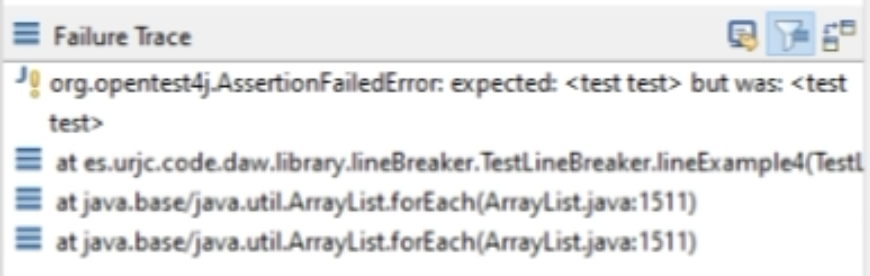 Failure Trace
org.opentest4j.AssertionFailedError: expected: <test test> but was: <test
test>
at es.urjc.code.daw.library.lineBreaker.TestLineBreaker.lineExample4(TestL
at java.base/java.util.ArrayList.forEach(ArrayList.java:1511)
at java.base/java.util.ArrayList.forEach(ArrayList.java:1511)